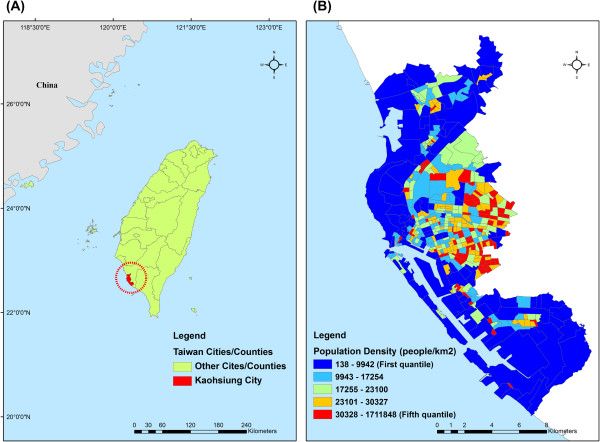 (A)
118°30'0"E 120°0'0"E 121°30'0"E 123°0'0"E
N
W E
S
China
26°0'0"N
24°0'0"N
22°0'0"N
20°0'0"N
Legend
Taiwan Cities/Counties
Other Cites/Counties
Kaohsiung City
0 30 60 120 180 240
Kilometers
(B)
N
W E
S
Legend
Population Density (people/km2)
138 - 9942 (First quantile)
9943 - 17254
17255 - 23100
23101 - 30327
30328 - 1711848 (Fifth quantile)
0 1 2 4 6 8
Kilometers